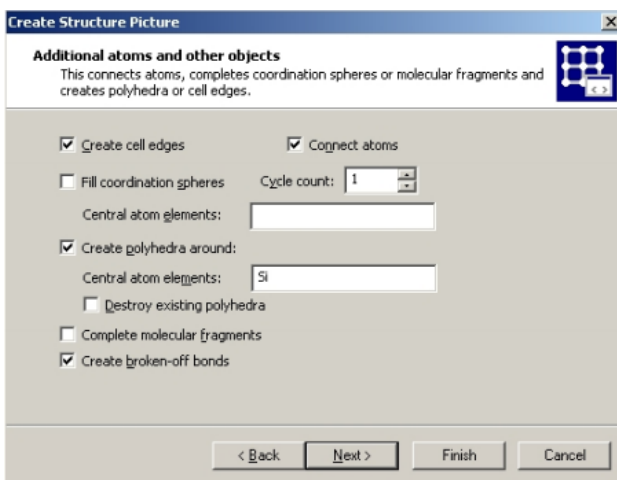 Create Structure Picture
Additional atoms and other objects
This connects atoms, completes coordination spheres or molecular fragments and
creates polyhedra or cell edges.
Create cell edges Connect atoms
Fill coordination spheres Cycle count: 1
Central atom elements:
Create polyhedra around:
Central atom elements: Si
Destroy existing polyhedra
Complete molecular fragments
Create broken-off bonds
< Back Next > Finish Cancel